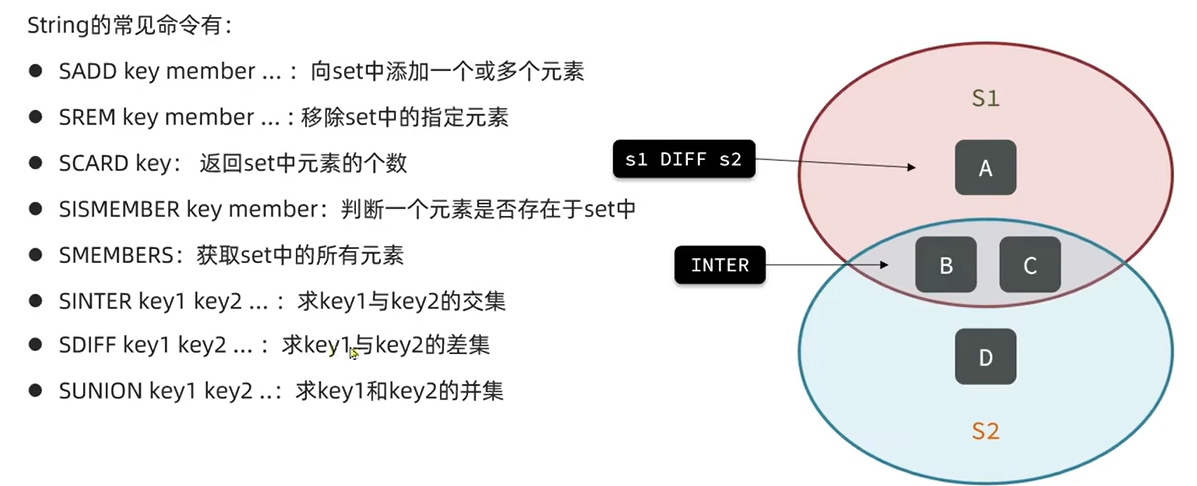 String的常见命令有：
● SADD key member ... ：向set中添加一个或多个元素
● SREM key member ... : 移除set中的指定元素
● SCARD key： 返回set中元素的个数
● SISMEMBER key member：判断一个元素是否存在于set中
● SMEMBERS：获取set中的所有元素
● SINTER key1 key2 ... ：求key1与key2的交集
● SDIFF key1 key2 ... ：求key1与key2的差集
● SUNION key1 key2 ..：求key1和key2的并集
S1
s1 DIFF s2
A
INTER
B
C
D
S2